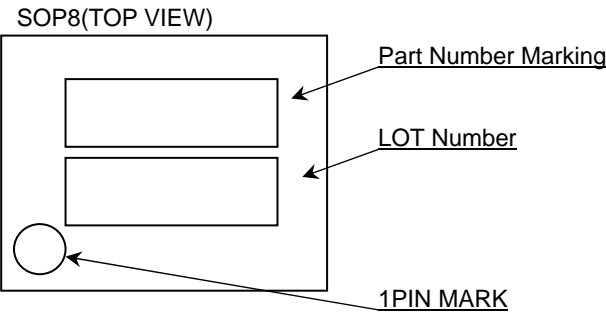 SOP8(TOP VIEW)
Part Number Marking
LOT Number
1PIN MARK